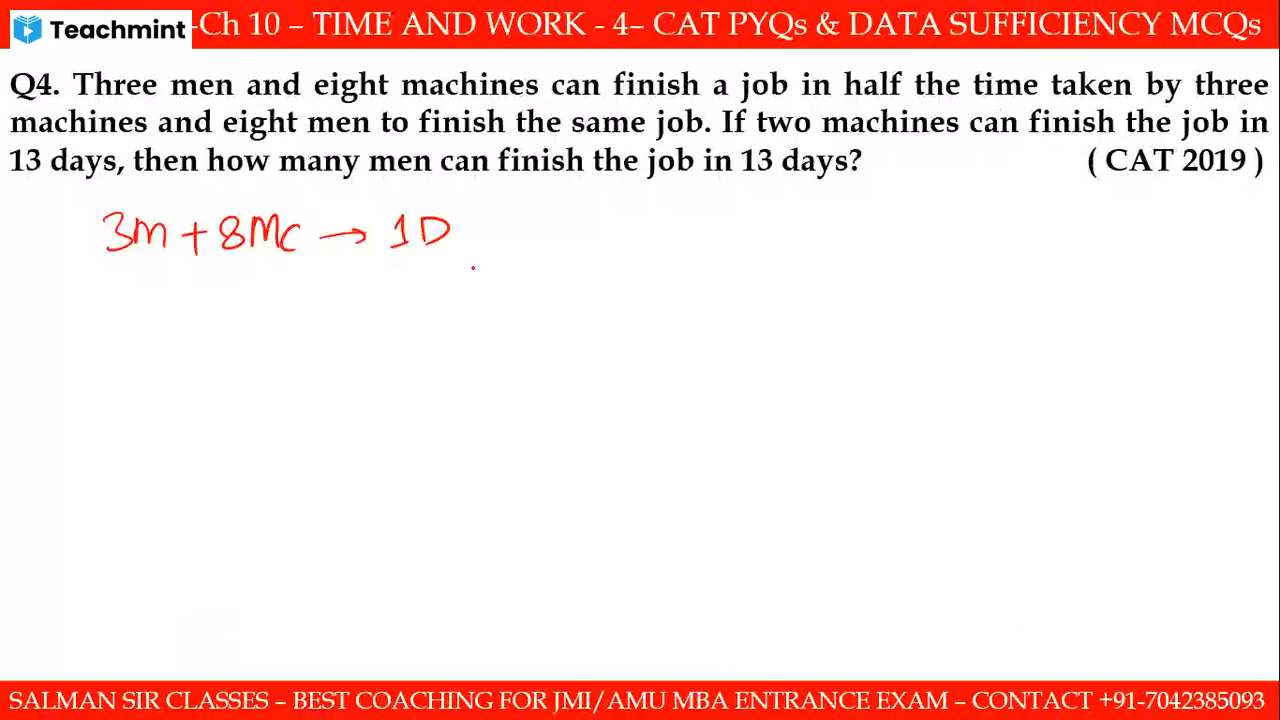 Teachmint -Ch 10 – TIME AND WORK - 4– CAT PYQs & DATA SUFFICIENCY MCQs
Q4. Three men and eight machines can finish a job in half the time taken by three
machines and eight men to finish the same job. If two machines can finish the job in
13 days, then how many men can finish the job in 13 days? ( CAT 2019 )
3m + 8Mc → 1D
SALMAN SIR CLASSES – BEST COACHING FOR JMI/AMU MBA ENTRANCE EXAM – CONTACT +91-7042385093